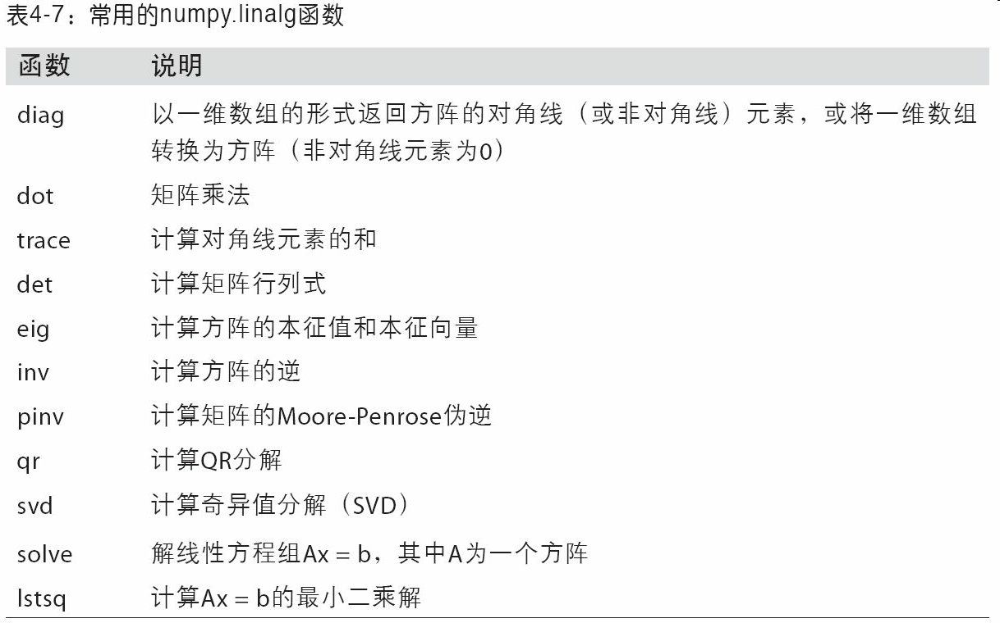 表4-7：常用的numpy.linalg函数
函数 说明
diag 以一维数组的形式返回方阵的对角线（或非对角线）元素，或将一维数组
转换为方阵（非对角线元素为0）
dot 矩阵乘法
trace 计算对角线元素的和
det 计算矩阵行列式
eig 计算方阵的本征值和本征向量
inv 计算方阵的逆
pinv 计算矩阵的Moore-Penrose伪逆
qr 计算QR分解
svd 计算奇异值分解（SVD）
solve 解线性方程组Ax = b，其中A为一个方阵
lstsq 计算Ax = b的最小二乘解